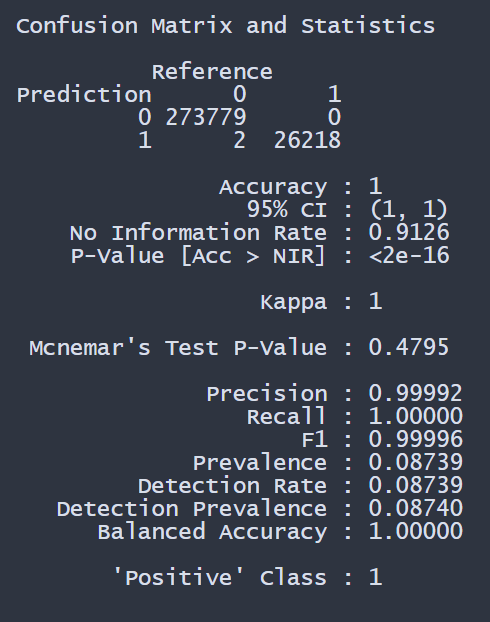 Confusion Matrix and Statistics
Reference
Prediction 0 1
0 273779 0
1 2 26218
Accuracy : 1
95% CI : (1, 1)
No Information Rate : 0.9126
P-Value [Acc > NIR] : <2e-16
Kappa : 1
Mcnemar's Test P-Value : 0.4795
Precision : 0.99992
Recall : 1.00000
F1 : 0.99996
Prevalence : 0.08739
Detection Rate : 0.08739
Detection Prevalence : 0.08740
Balanced Accuracy : 1.00000
'Positive' Class : 1